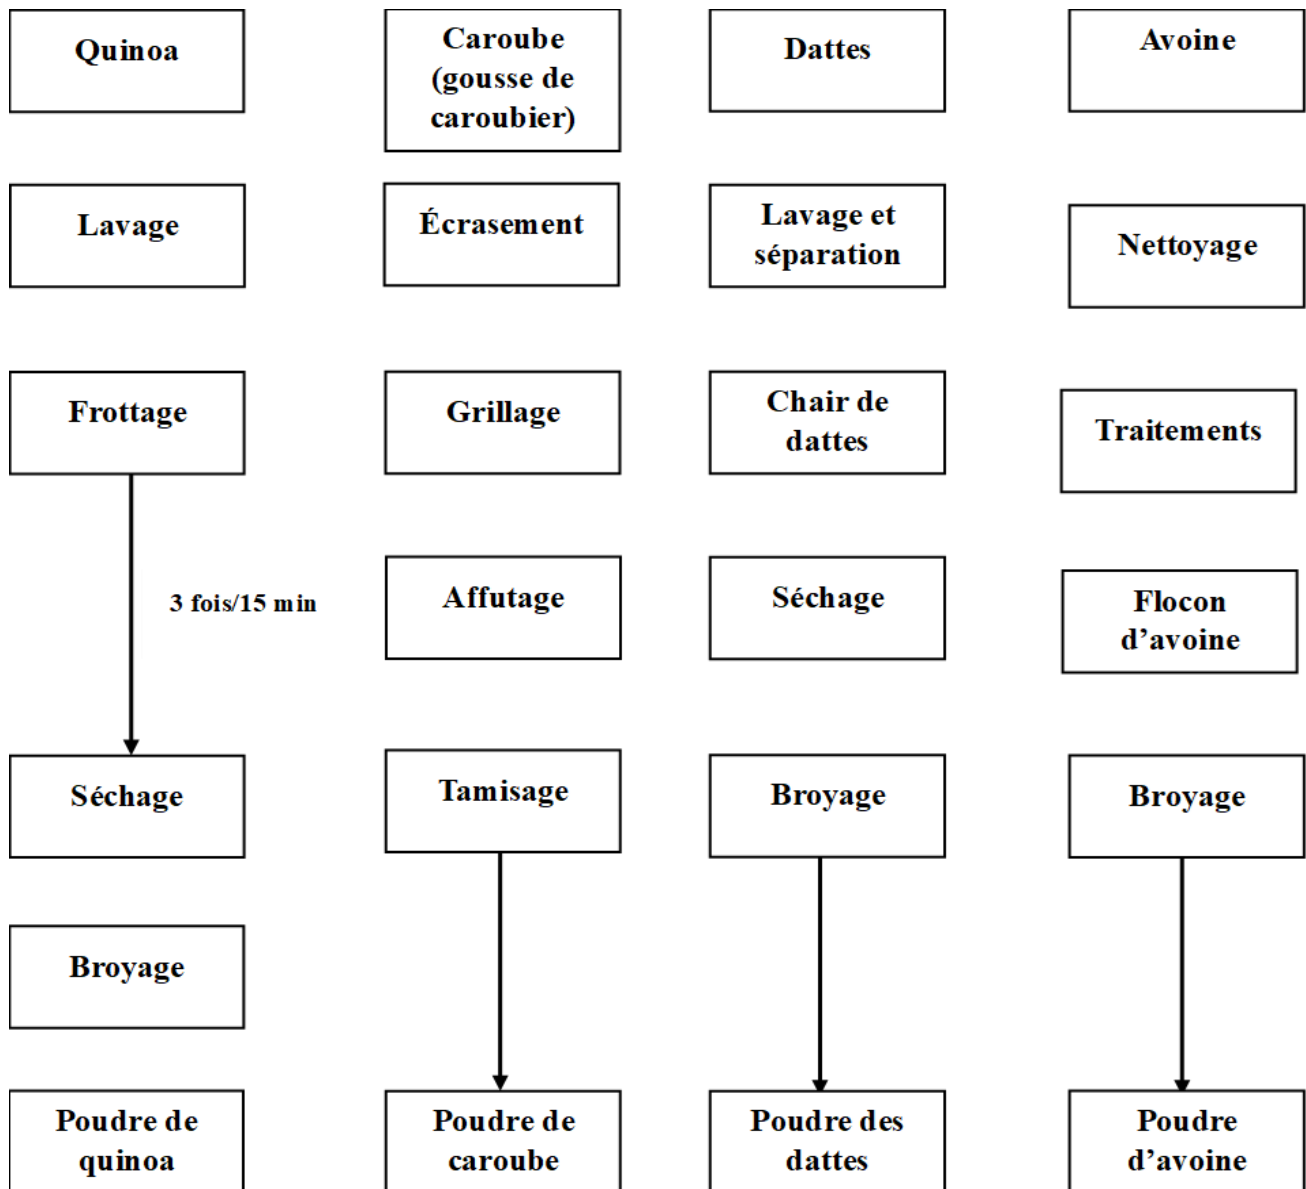 Quinoa
Caroube
(gousse de
caroubier)
Dattes
Avoine
Lavage
Écrasement
Lavage et
séparation
Nettoyage
Frottage
Grillage
Chair de
dattes
Traitements
3 fois/15 min
Affutage
Séchage
Flocon
d’avoine
Séchage
Tamisage
Broyage
Broyage
Broyage
Poudre de
quinoa
Poudre de
caroube
Poudre des
dattes
Poudre
d’avoine